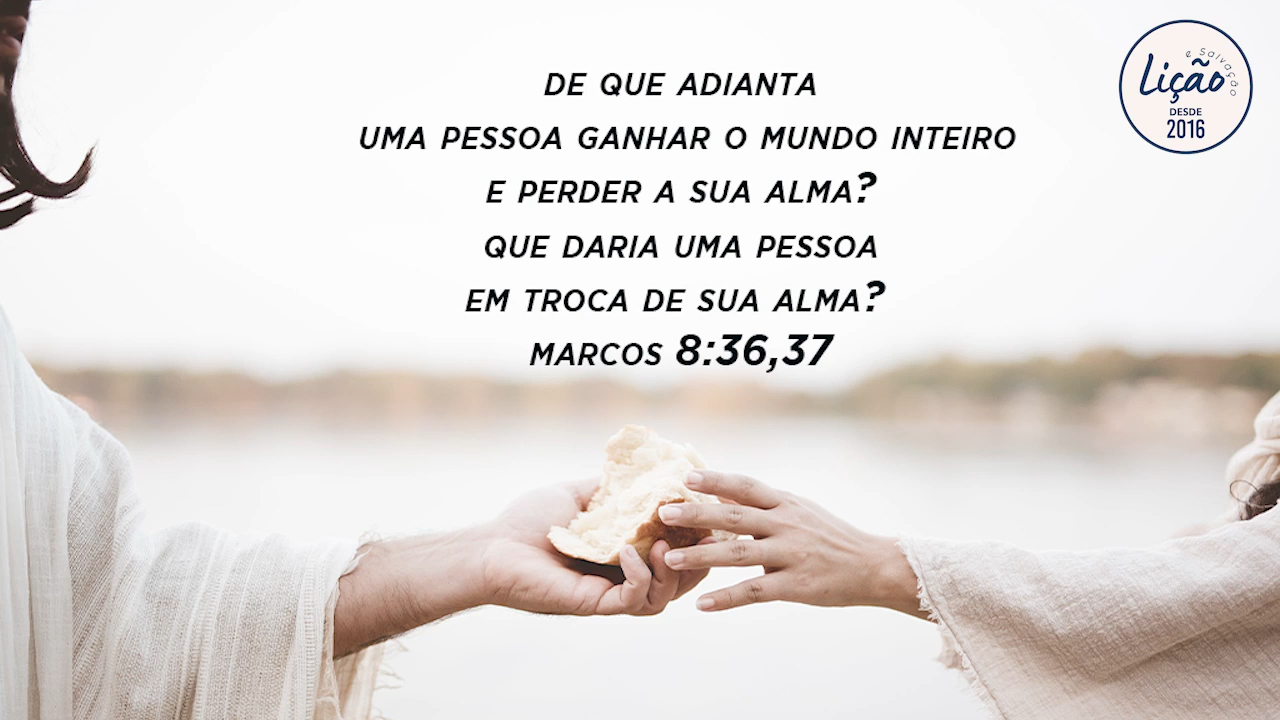 DE QUE ADIANTA
UMA PESSOA GANHAR O MUNDO INTEIRO
E PERDER A SUA ALMA?
QUE DARIA UMA PESSOA
EM TROCA DE SUA ALMA?
MARCOS 8:36,37
e Salvação
Lição
DESDE
2016